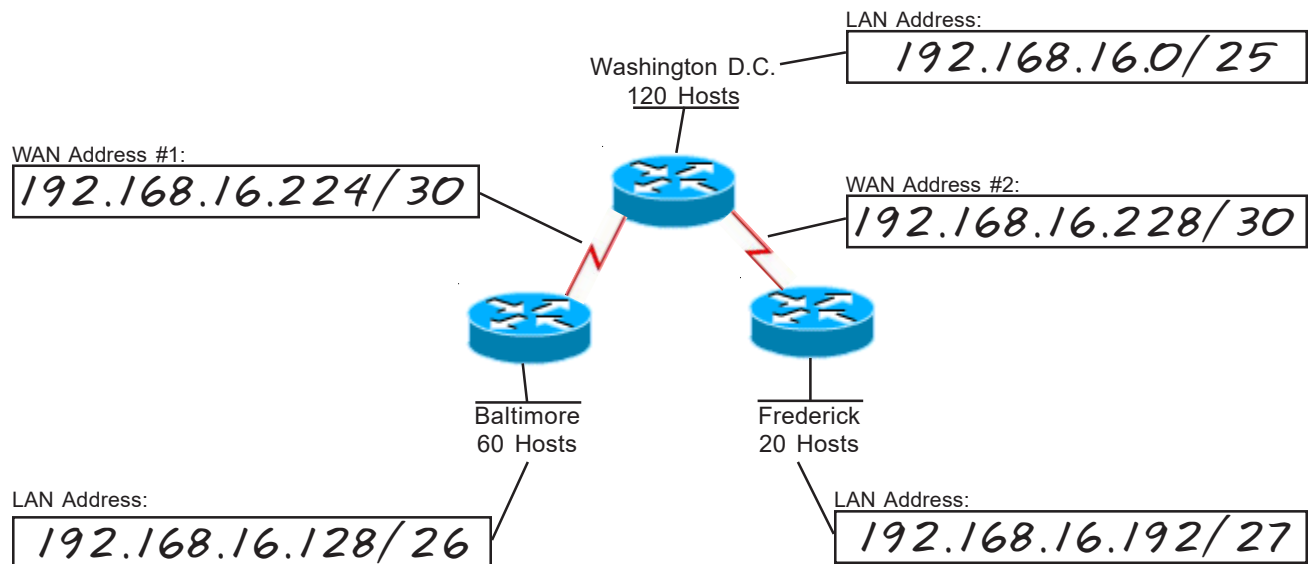 LAN Address:
192.168.16.0/25
Washington D.C.
120 Hosts
WAN Address #1:
192.168.16.224/30
WAN Address #2:
192.168.16.228/30
Baltimore
60 Hosts
Frederick
20 Hosts
LAN Address:
192.168.16.128/26
LAN Address:
192.168.16.192/27